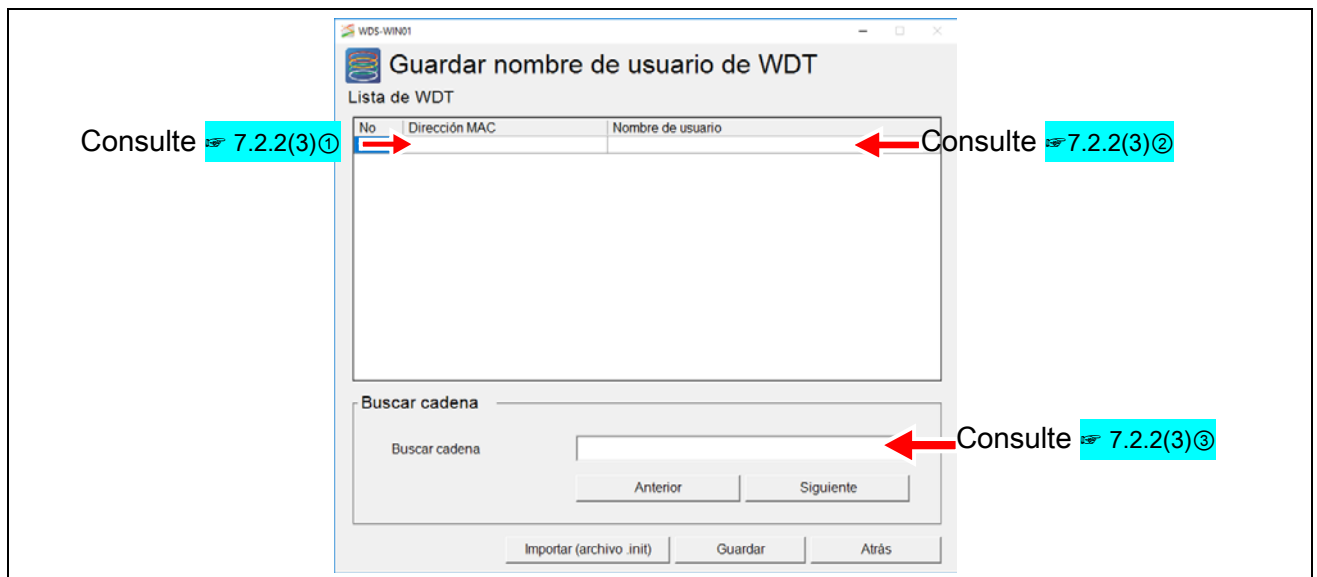 WDS-WIN01
Guardar nombre de usuario de WDT
Lista de WDT
No Dirección MAC Nombre de usuario
Consulte ☞ 7.2.2(3)① Consulte ☞7.2.2(3)②
Buscar cadena
Buscar cadena Consulte ☞ 7.2.2(3)③
Anterior Siguiente
Importar (archivo .init) Guardar Atrás